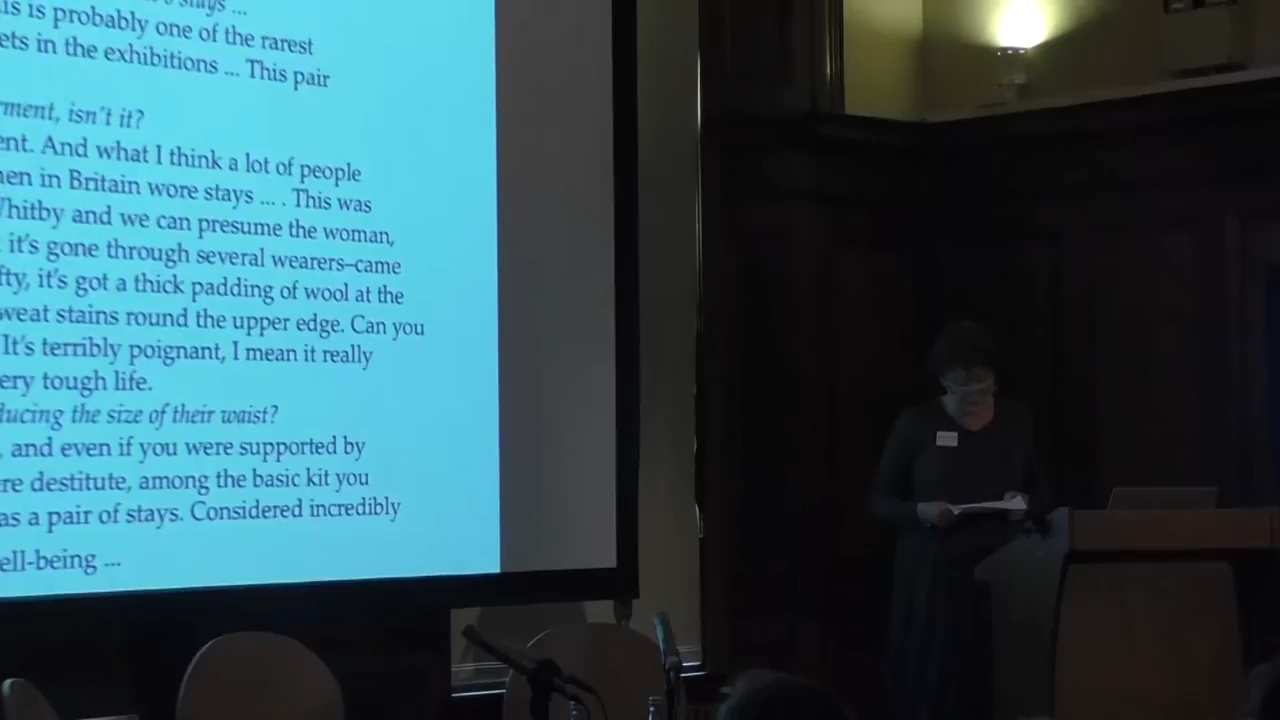 stays ...
is is probably one of the rarest
ets in the exhibitions ... This pair
rment, isn't it?
ent. And what I think a lot of people
en in Britain wore stays ... . This was
Whitby and we can presume the woman,
it's gone through several wearers–came
fty, it's got a thick padding of wool at the
weat stains round the upper edge. Can you
It's terribly poignant, I mean it really
ery tough life.
ducing the size of their waist?
, and even if you were supported by
re destitute, among the basic kit you
as a pair of stays. Considered incredibly
ell-being ...